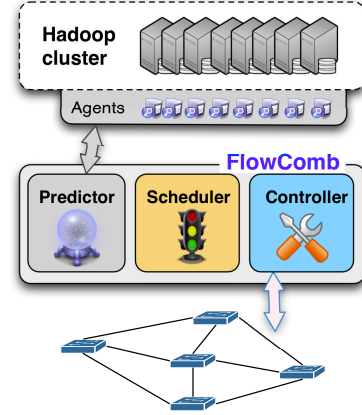 Hadoop
cluster
Agents
FlowComb
Predictor
Scheduler
Controller